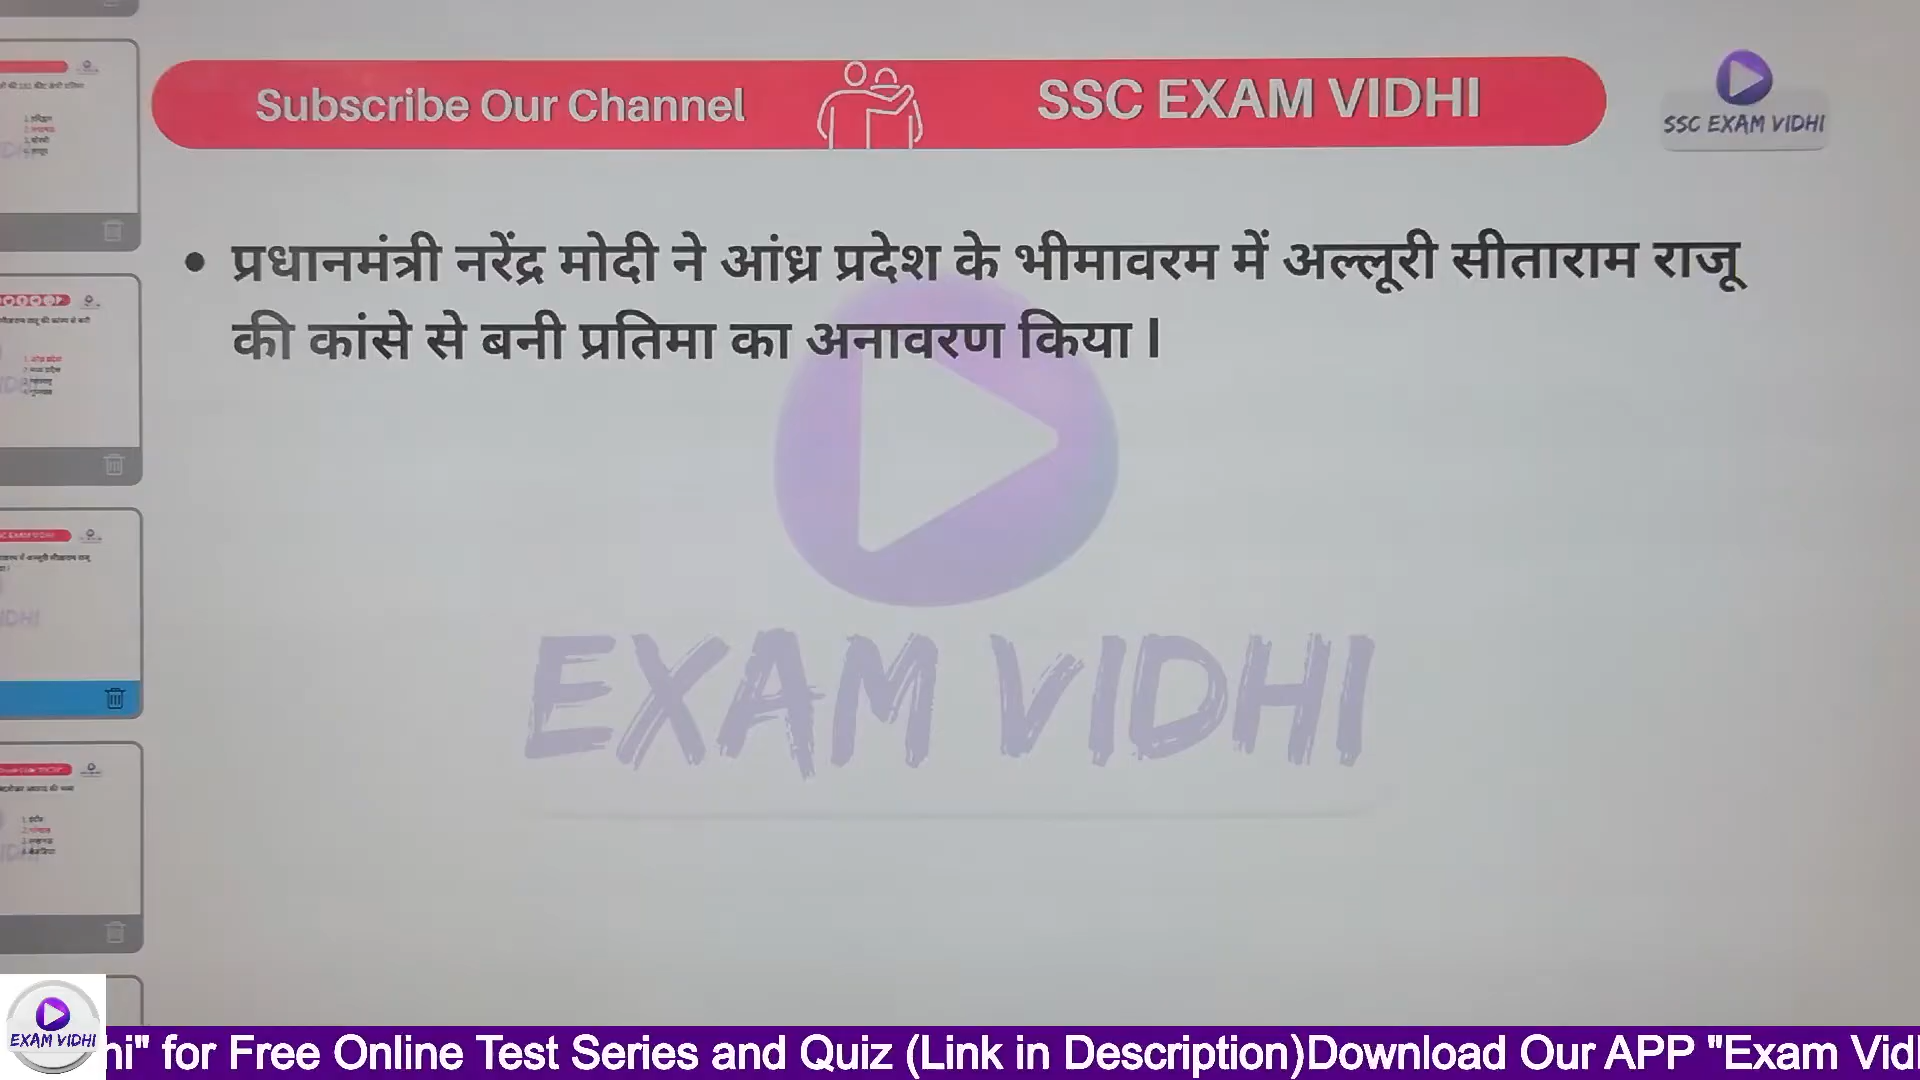 Subscribe Our Channel
SSC EXAM VIDHI
SSC EXAM VIDHI
• प्रधानमंत्री नरेंद्र मोदी ने आंध्र प्रदेश के भीमावरम में अल्लूरी सीताराम राजू
की कांसे से बनी प्रतिमा का अनावरण किया।
EXAM VIDHI
EXAM VIDHI
hi" for Free Online Test Series and Quiz (Link in Description)Download Our APP "Exam Vid